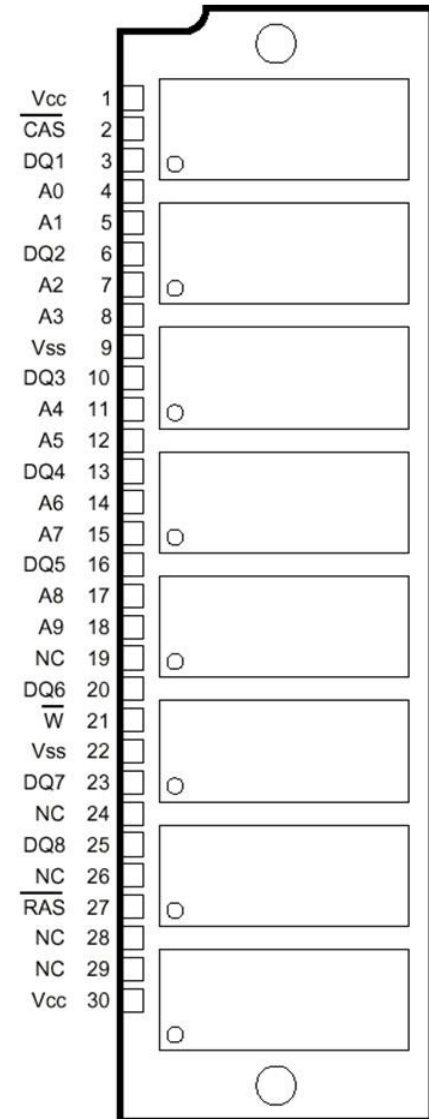 Vcc 1
CAS 2
DQ1 3
A0 4
A1 5
DQ2 6
A2 7
A3 8
Vss 9
DQ3 10
A4 11
A5 12
DQ4 13
A6 14
A7 15
DQ5 16
A8 17
A9 18
NC 19
DQ6 20
W 21
Vss 22
DQ7 23
NC 24
DQ8 25
NC 26
RAS 27
NC 28
NC 29
Vcc 30